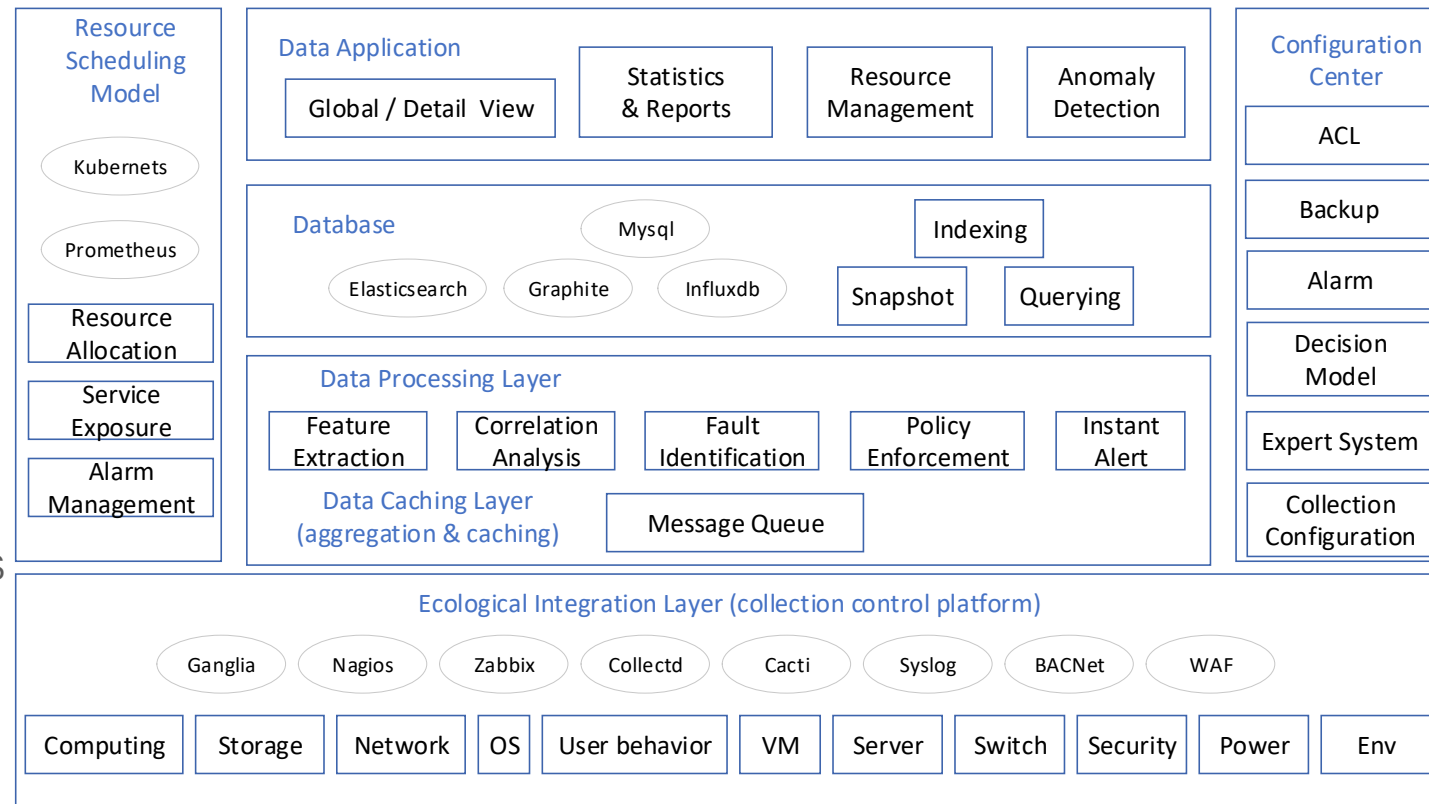 Resource
Scheduling
Model
Kubernets
Prometheus
Resource
Allocation
Service
Exposure
Alarm
Management
Data Application
Global / Detail View
Statistics
& Reports
Resource
Management
Anomaly
Detection
Database
Mysql
Elasticsearch
Graphite
Influxdb
Indexing
Snapshot
Querying
Data Processing Layer
Feature
Extraction
Correlation
Analysis
Fault
Identification
Policy
Enforcement
Instant
Alert
Data Caching Layer
(aggregation & caching)
Message Queue
Configuration
Center
ACL
Backup
Alarm
Decision
Model
Expert System
Collection
Configuration
s
Ecological Integration Layer (collection control platform)
Ganglia
Nagios
Zabbix
Collectd
Cacti
Syslog
BACNet
WAF
Computing
Storage
Network
OS
User behavior
VM
Server
Switch
Security
Power
Env